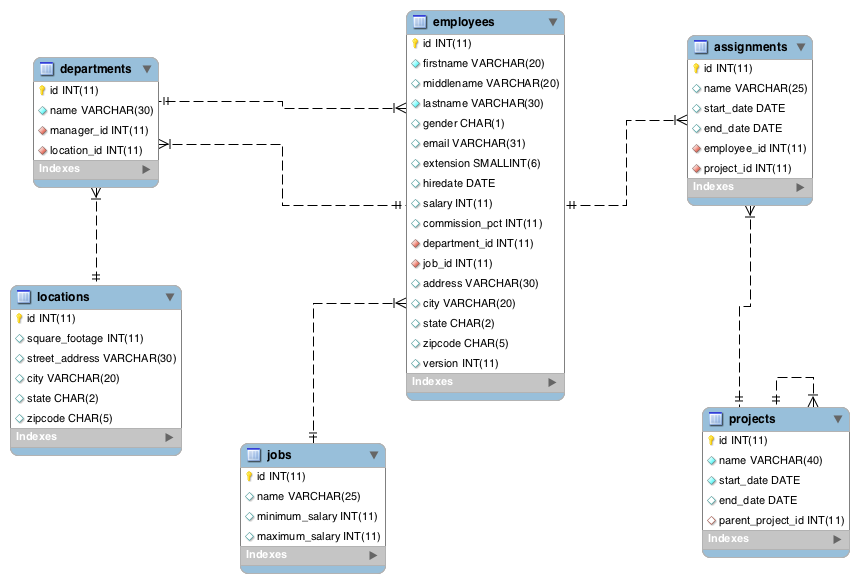 departments
id INT(11)
name VARCHAR(30)
manager_id INT(11)
location_id INT(11)
Indexes
employees
id INT(11)
firstname VARCHAR(20)
middlename VARCHAR(20)
lastname VARCHAR(30)
gender CHAR(1)
email VARCHAR(31)
extension SMALLINT(6)
hiredate DATE
salary INT(11)
commission_pct INT(11)
department_id INT(11)
job_id INT(11)
address VARCHAR(30)
city VARCHAR(20)
state CHAR(2)
zipcode CHAR(5)
version INT(11)
Indexes
assignments
id INT(11)
name VARCHAR(25)
start_date DATE
end_date DATE
employee_id INT(11)
project_id INT(11)
Indexes
locations
id INT(11)
square_footage INT(11)
street_address VARCHAR(30)
city VARCHAR(20)
state CHAR(2)
zipcode CHAR(5)
Indexes
jobs
id INT(11)
name VARCHAR(25)
minimum_salary INT(11)
maximum_salary INT(11)
Indexes
projects
id INT(11)
name VARCHAR(40)
start_date DATE
end_date DATE
parent_project_id INT(11)
Indexes